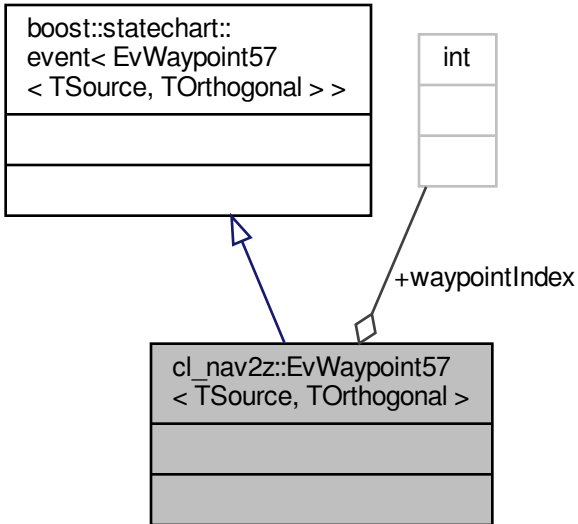 boost::statechart::
event< EvWaypoint57
< TSource, TOrthogonal > >
int
+waypointIndex
cl_nav2z::EvWaypoint57
< TSource, TOrthogonal >